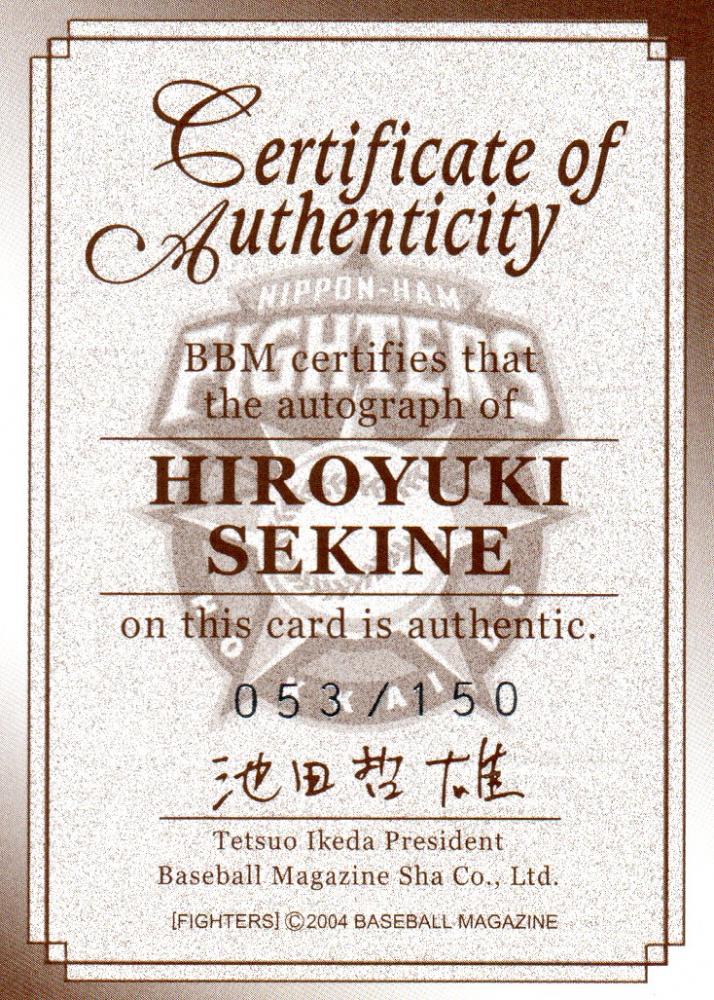 Certificate of
Authenticity
NIPPON-HAM
FIGHTERS
BBM certifies that
the autograph of
HIROYUKI
SEKINE
on this card is authentic.
HOKKAIDO
053/150
池田哲雄
Tetsuo Ikeda President
Baseball Magazine Sha Co., Ltd.
[FIGHTERS] ©2004 BASEBALL MAGAZINE